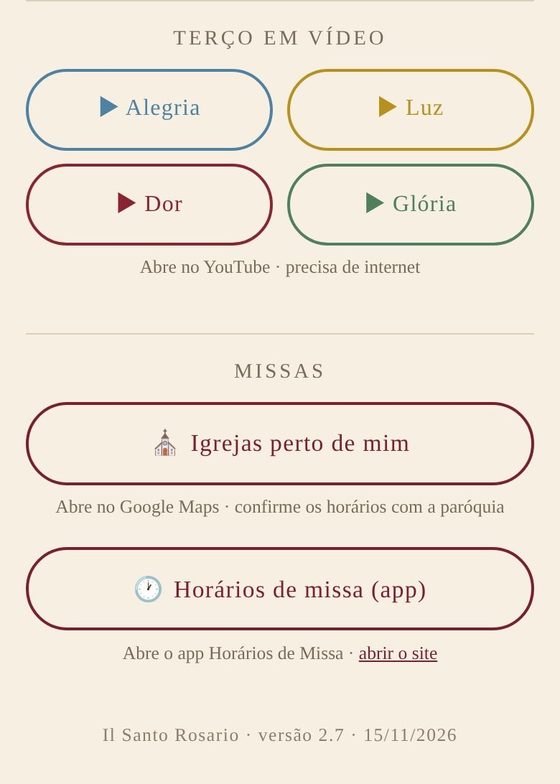 TERÇO EM VÍDEO
▶ Alegria
▶ Luz
▶ Dor
▶ Glória
Abre no YouTube · precisa de internet
MISSAS
Igrejas perto de mim
Abre no Google Maps · confirme os horários com a paróquia
Horários de missa (app)
Abre o app Horários de Missa · abrir o site
Il Santo Rosario · versão 2.7 · 15/11/2026